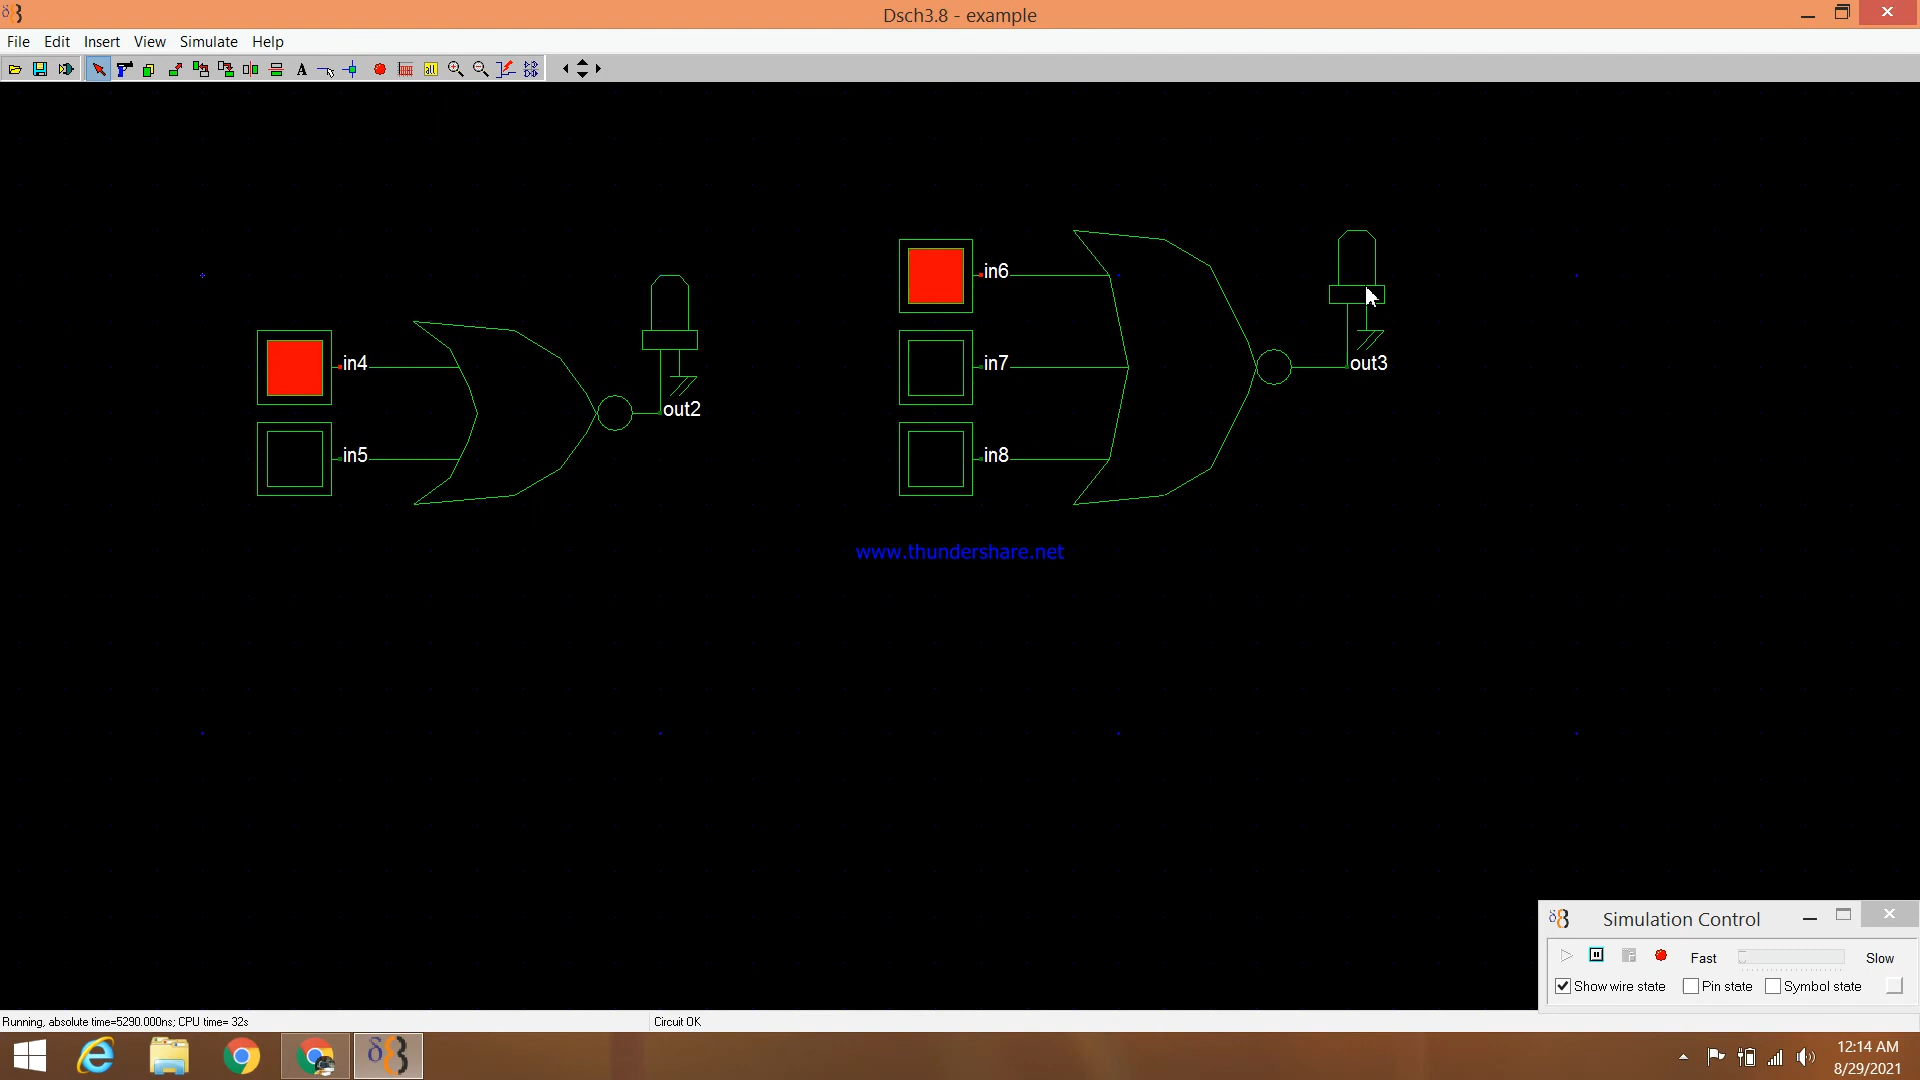 Dsch3.8 - example
File Edit Insert View Simulate Help
A
all
in4
in5
out2
in6
in7
in8
out3
www.thundershare.net
Simulation Control
Fast Slow
Show wire state Pin state Symbol state
Running, absolute time=5290.000ns; CPU time= 32s Circuit OK
12:14 AM
8/29/2021